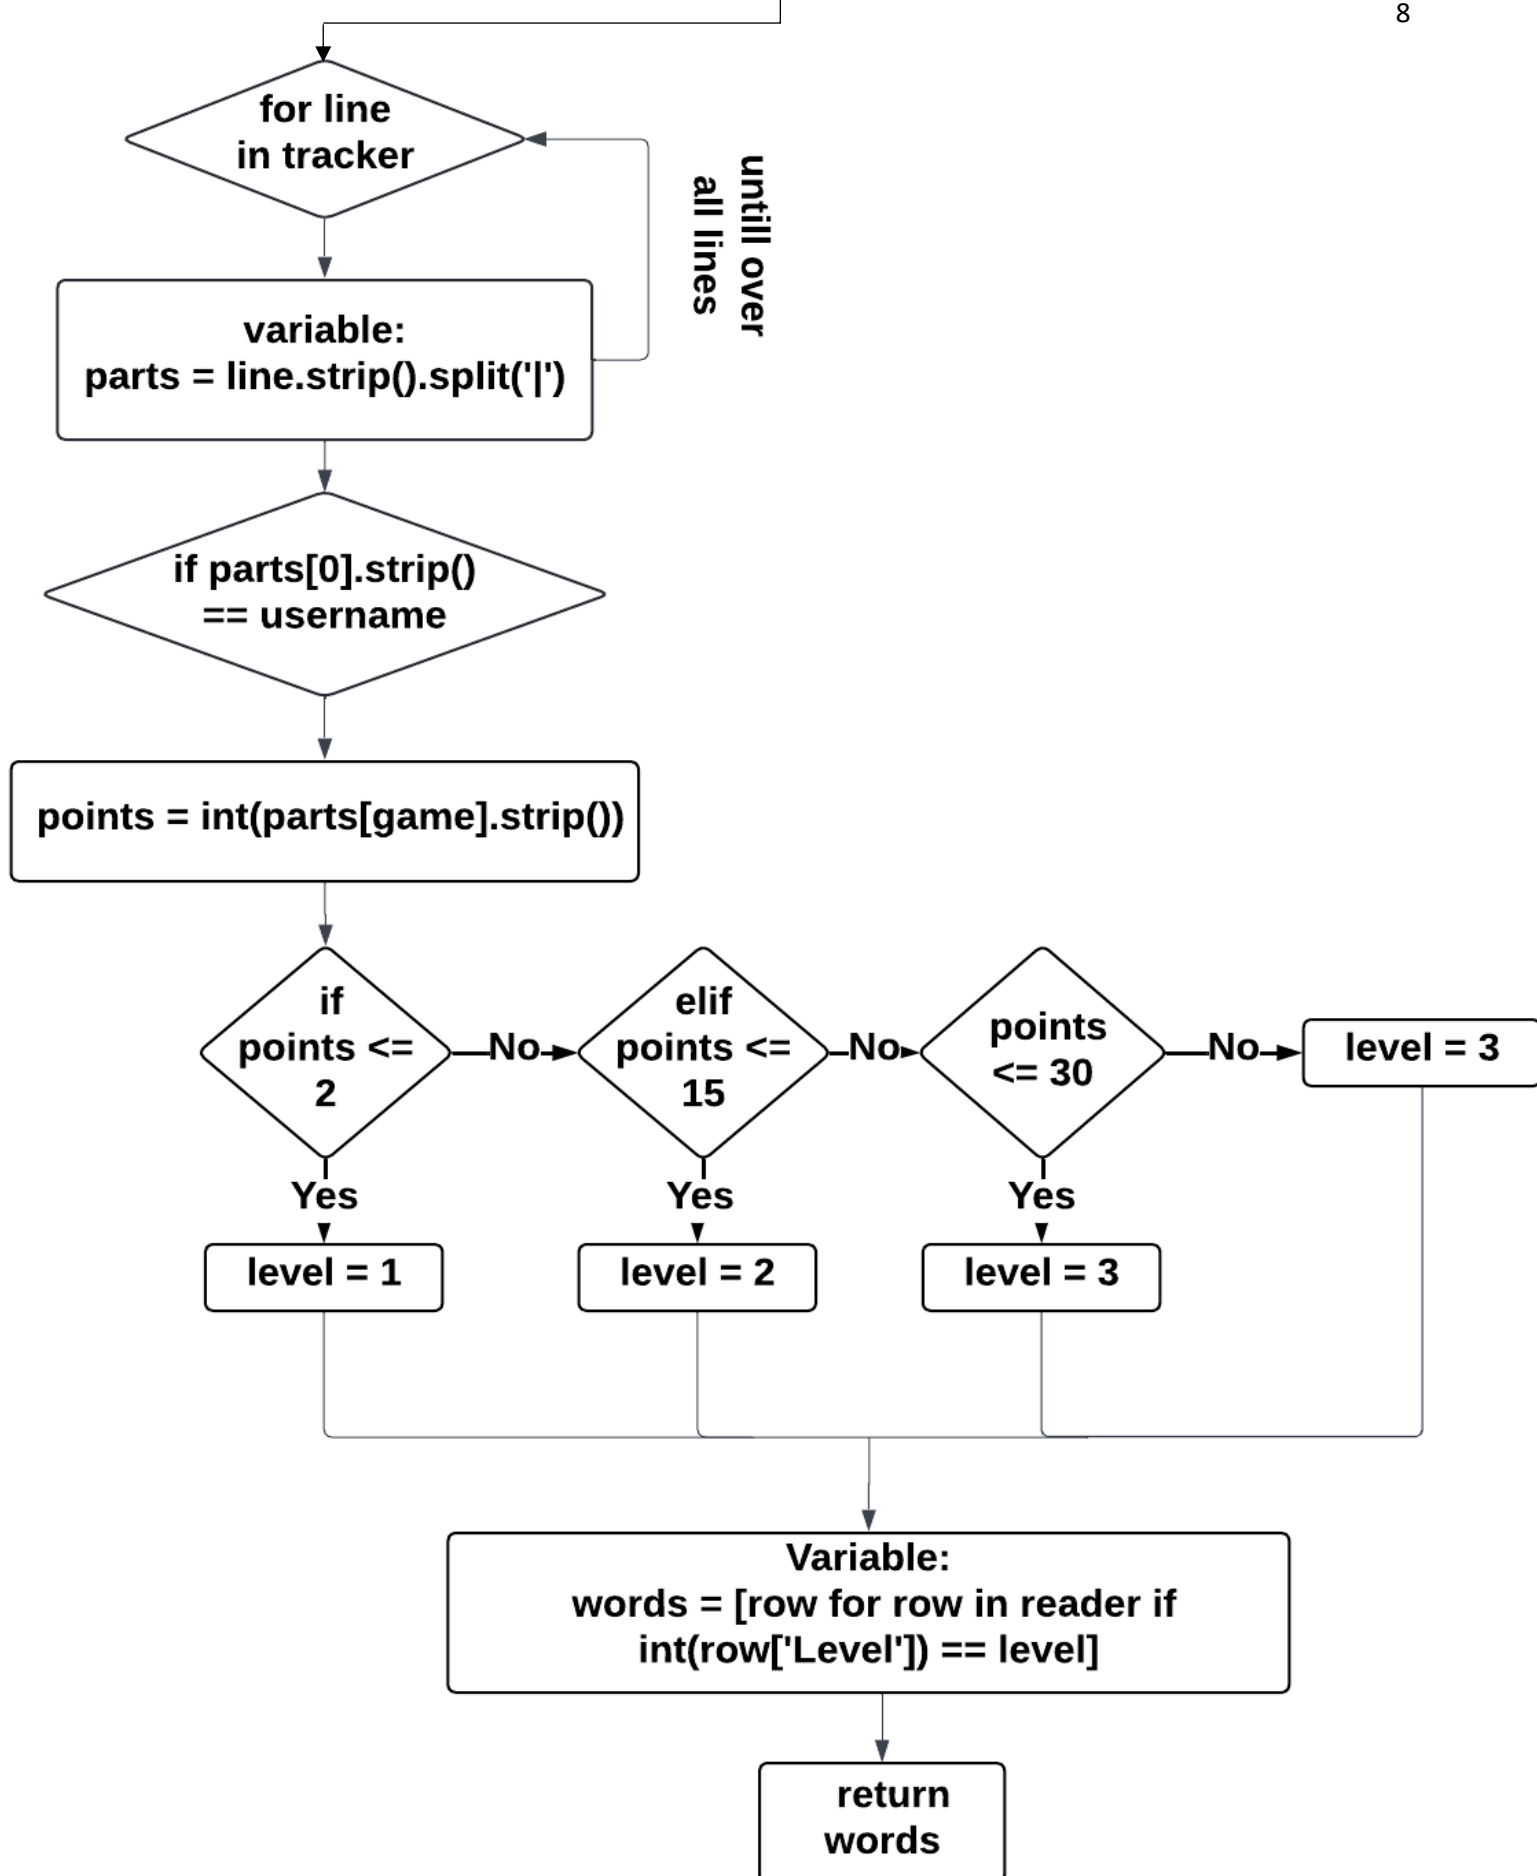 8
for line
in tracker
untill over
all lines
variable:
parts = line.strip().split('|')
if parts[0].strip()
== username
points = int(parts[game].strip())
if
points <=
2
No
elif
points <=
15
No
points
<= 30
No
level = 3
Yes
Yes
Yes
level = 1
level = 2
level = 3
Variable:
words = [row for row in reader if
int(row['Level']) == level]
return
words